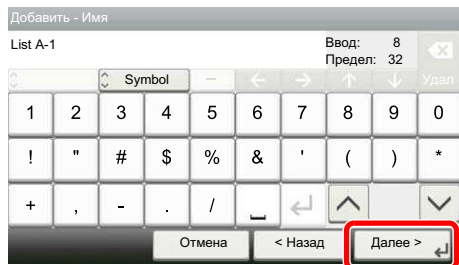 Добавить - Имя
List A-1
Ввод: 8
Предел: 32
Symbol
Удал
1 2 3 4 5 6 7 8 9 0
! " # $ % & ' ( ) *
+ , - . /
Отмена < Назад Далее >